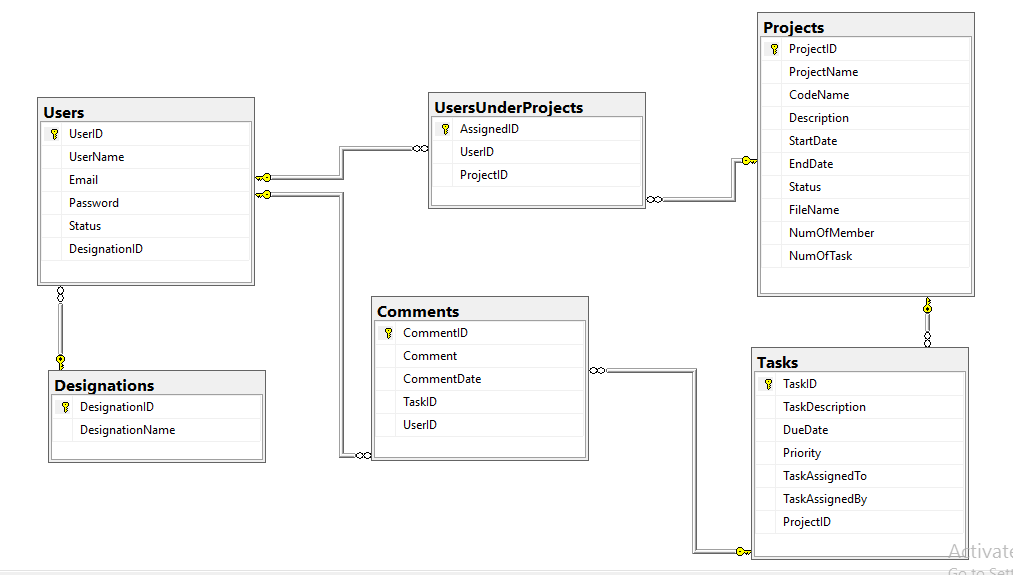 Users
UserID
UserName
Email
Password
Status
DesignationID
Designations
DesignationID
DesignationName
UsersUnderProjects
AssignedID
UserID
ProjectID
Comments
CommentID
Comment
CommentDate
TaskID
UserID
Projects
ProjectID
ProjectName
CodeName
Description
StartDate
EndDate
Status
FileName
NumOfMember
NumOfTask
Tasks
TaskID
TaskDescription
DueDate
Priority
TaskAssignedTo
TaskAssignedBy
ProjectID
Activate
Go to Sett